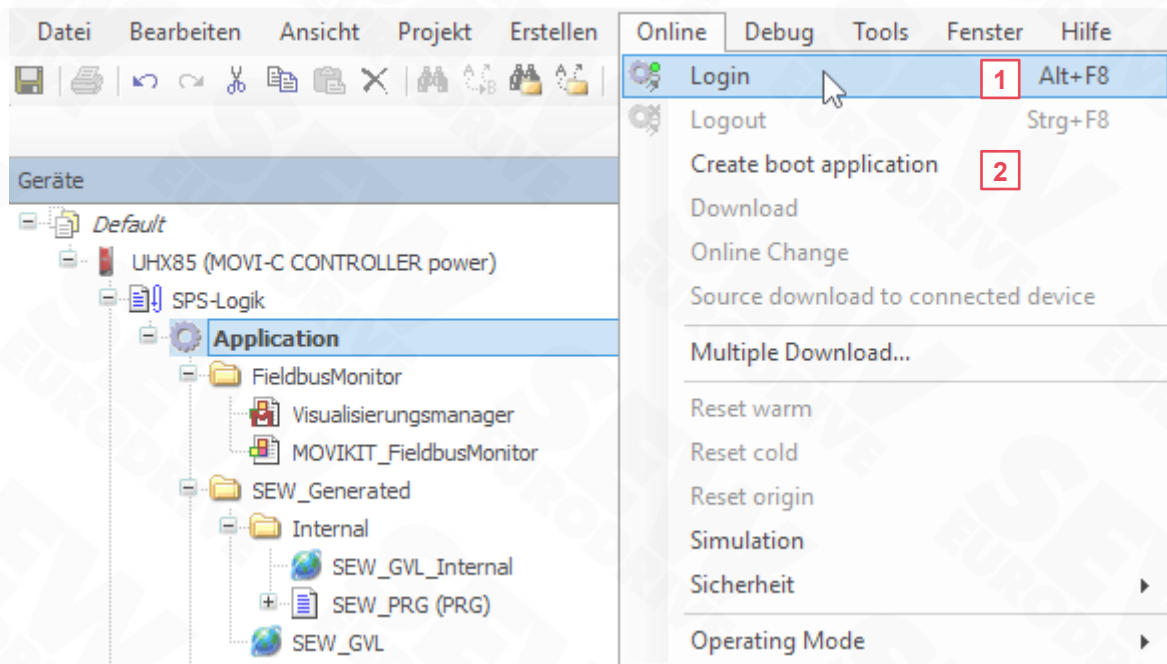 Datei Bearbeiten Ansicht Projekt Erstellen Online Debug Tools Fenster Hilfe
Login 1 Alt+F8
Logout Strg+F8
Create boot application 2
Download
Online Change
Source download to connected device
Multiple Download...
Reset warm
Reset cold
Reset origin
Simulation
Sicherheit
Operating Mode
Geräte
Default
UHX85 (MOVI-C CONTROLLER power)
SPS-Logik
Application
FieldbusMonitor
Visualisierungsmanager
MOVIKIT_FieldbusMonitor
SEW_Generated
Internal
SEW_GVL_Internal
SEW_PRG (PRG)
SEW_GVL
SEW
EURODRIVE